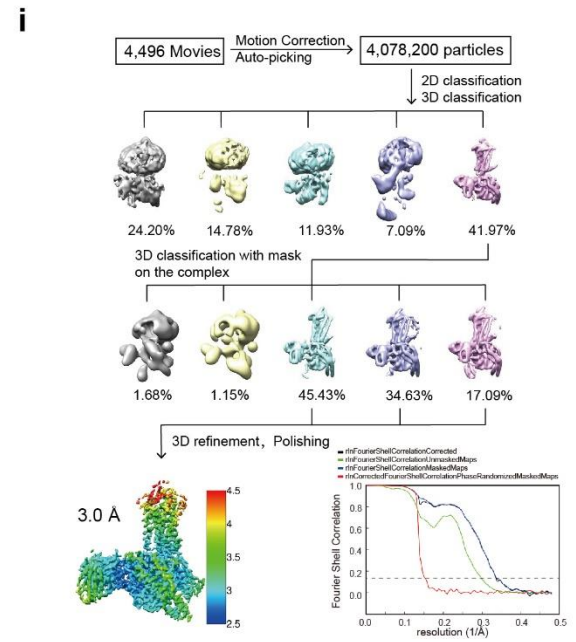 i
4,496 Movies
Motion Correction
Auto-picking
4,078,200 particles
2D classification
3D classification
24.20%
14.78%
11.93%
7.09%
41.97%
3D classification with mask
on the complex
1.68%
1.15%
45.43%
34.63%
17.09%
3D refinement, Polishing
3.0 Å
4.5
4
3.5
3
2.5
rlnFourierShellCorrelationCorrected
rlnFourierShellCorrelationUnmaskedMaps
rlnFourierShellCorrelationMaskedMaps
rlnCorrectedFourierShellCorrelationPhaseRandomizedMaskedMaps
Fourier Shell Correlation
1.0
0.8
0.6
0.4
0.2
0.0
0.0
0.1
0.2
0.3
0.4
0.5
resolution (1/Å)